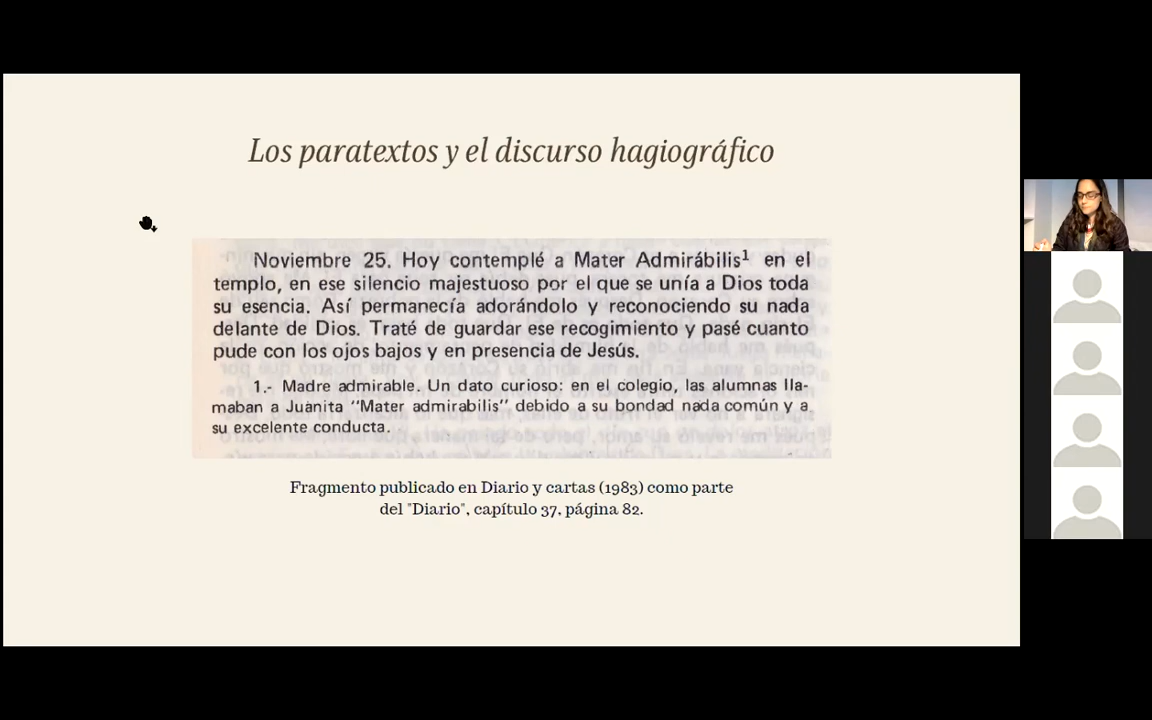 Los paratextos y el discurso hagiográfico
Noviembre 25. Hoy contemplé a Mater Admirábilis¹ en el
templo, en ese silencio majestuoso por el que se unía a Dios toda
su esencia. Así permanecía adorándolo y reconociendo su nada
delante de Dios. Traté de guardar ese recogimiento y pasé cuanto
pude con los ojos bajos y en presencia de Jesús.
1.- Madre admirable. Un dato curioso: en el colegio, las alumnas lla-
maban a Juanita "Mater admirabilis" debido a su bondad nada común y a
su excelente conducta.
Fragmento publicado en Diario y cartas (1983) como parte
del "Diario", capítulo 37, página 82.